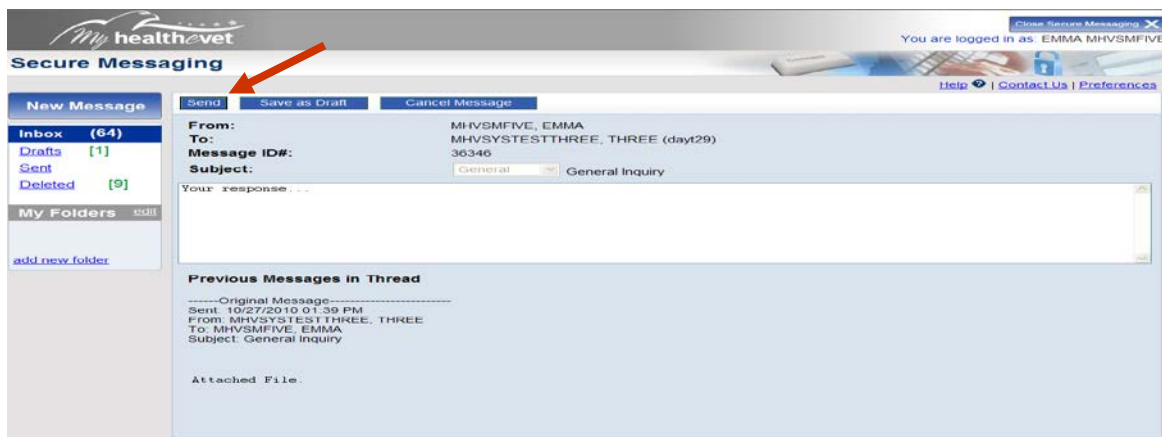 My healthevet
Close Secure Messaging X
You are logged in as: EMMA MHVSMFIVE
Secure Messaging
Help ? | Contact Us | Preferences
New Message
Send Save as Draft Cancel Message
Inbox (64)
Drafts [1]
Sent
Deleted [9]
My Folders edit
add new folder
From: MHVSMFIVE, EMMA
To: MHVSYSTESTTHREE, THREE (dayt29)
Message ID#: 36346
Subject: General General Inquiry
Your response...
Previous Messages in Thread
------Original Message------------------------
Sent: 10/27/2010 01:39 PM
From: MHVSYSTESTTHREE, THREE
To: MHVSMFIVE, EMMA
Subject: General Inquiry
Attached File.